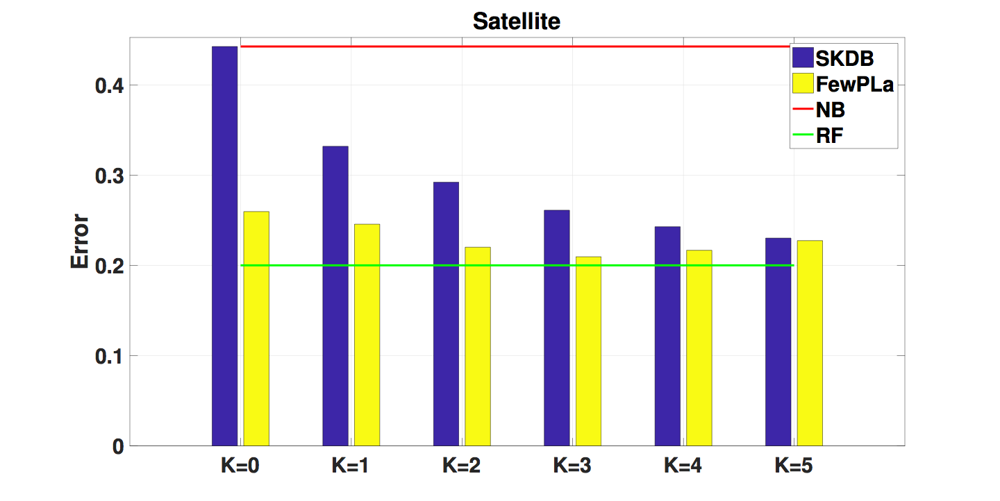 Satellite
SKDB
FewPLa
NB
RF
Error
0.4
0.3
0.2
0.1
0
K=0 K=1 K=2 K=3 K=4 K=5